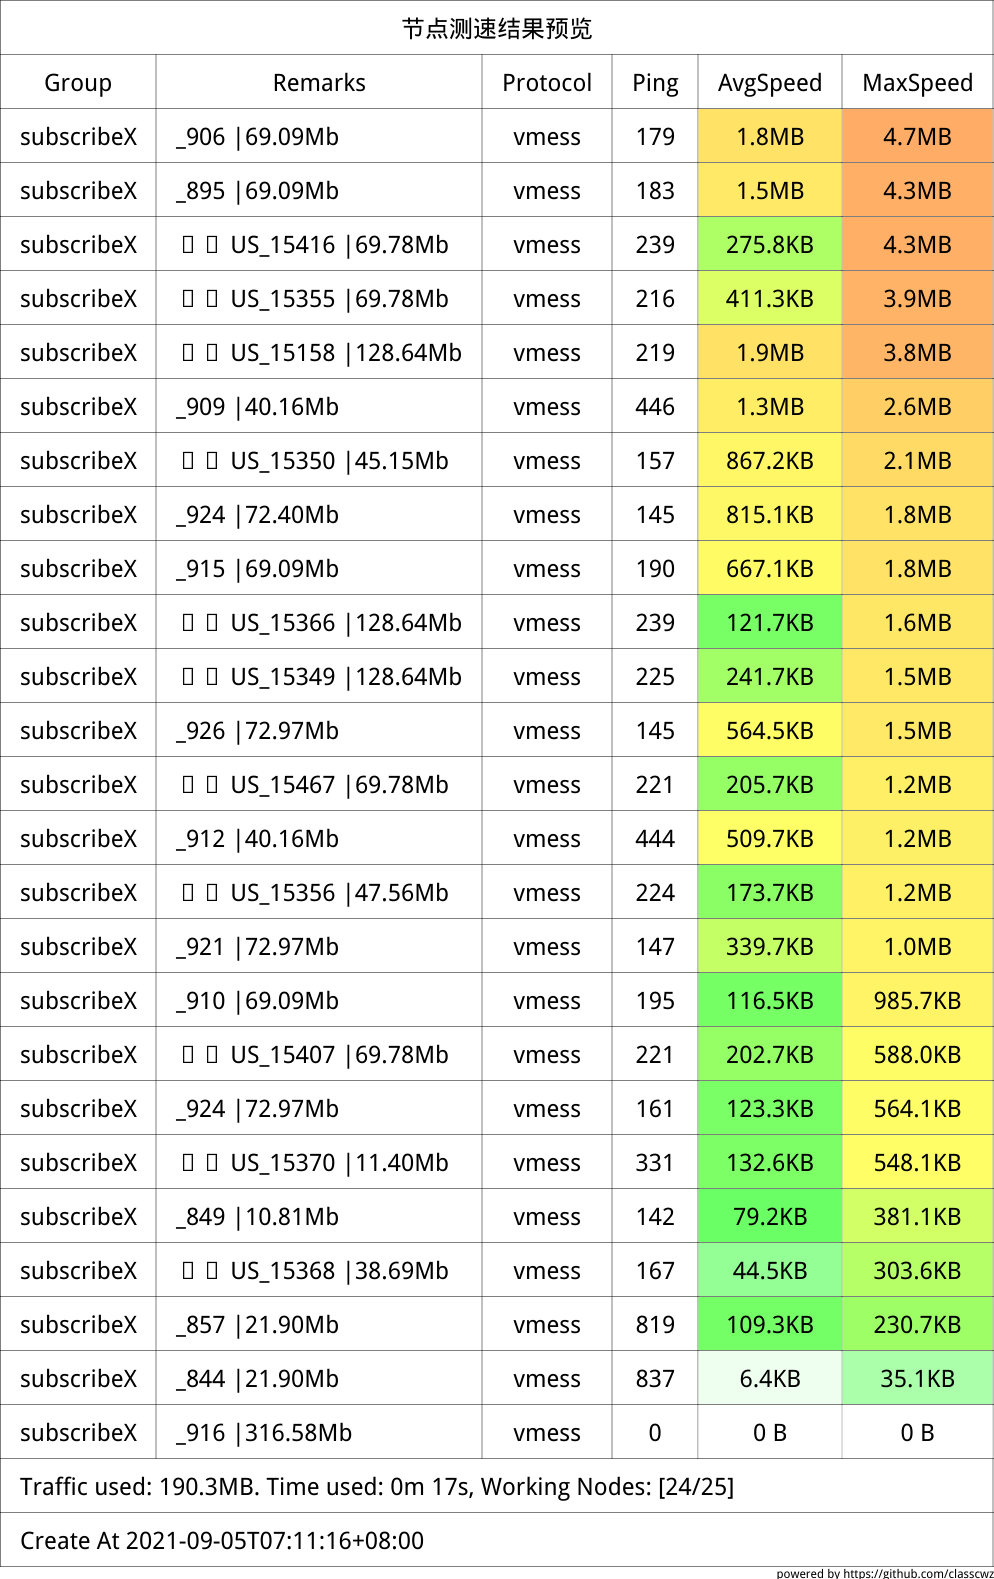 节点测速结果预览
Group Remarks Protocol Ping AvgSpeed MaxSpeed
subscribeX _906 |69.09Mb vmess 179 1.8MB 4.7MB
subscribeX _895 |69.09Mb vmess 183 1.5MB 4.3MB
subscribeX US_15416 |69.78Mb vmess 239 275.8KB 4.3MB
subscribeX US_15355 |69.78Mb vmess 216 411.3KB 3.9MB
subscribeX US_15158 |128.64Mb vmess 219 1.9MB 3.8MB
subscribeX _909 |40.16Mb vmess 446 1.3MB 2.6MB
subscribeX US_15350 |45.15Mb vmess 157 867.2KB 2.1MB
subscribeX _924 |72.40Mb vmess 145 815.1KB 1.8MB
subscribeX _915 |69.09Mb vmess 190 667.1KB 1.8MB
subscribeX US_15366 |128.64Mb vmess 239 121.7KB 1.6MB
subscribeX US_15349 |128.64Mb vmess 225 241.7KB 1.5MB
subscribeX _926 |72.97Mb vmess 145 564.5KB 1.5MB
subscribeX US_15467 |69.78Mb vmess 221 205.7KB 1.2MB
subscribeX _912 |40.16Mb vmess 444 509.7KB 1.2MB
subscribeX US_15356 |47.56Mb vmess 224 173.7KB 1.2MB
subscribeX _921 |72.97Mb vmess 147 339.7KB 1.0MB
subscribeX _910 |69.09Mb vmess 195 116.5KB 985.7KB
subscribeX US_15407 |69.78Mb vmess 221 202.7KB 588.0KB
subscribeX _924 |72.97Mb vmess 161 123.3KB 564.1KB
subscribeX US_15370 |11.40Mb vmess 331 132.6KB 548.1KB
subscribeX _849 |10.81Mb vmess 142 79.2KB 381.1KB
subscribeX US_15368 |38.69Mb vmess 167 44.5KB 303.6KB
subscribeX _857 |21.90Mb vmess 819 109.3KB 230.7KB
subscribeX _844 |21.90Mb vmess 837 6.4KB 35.1KB
subscribeX _916 |316.58Mb vmess 0 0 B 0 B
Traffic used: 190.3MB. Time used: 0m 17s, Working Nodes: [24/25]
Create At 2021-09-05T07:11:16+08:00
powered by https://github.com/classcwz